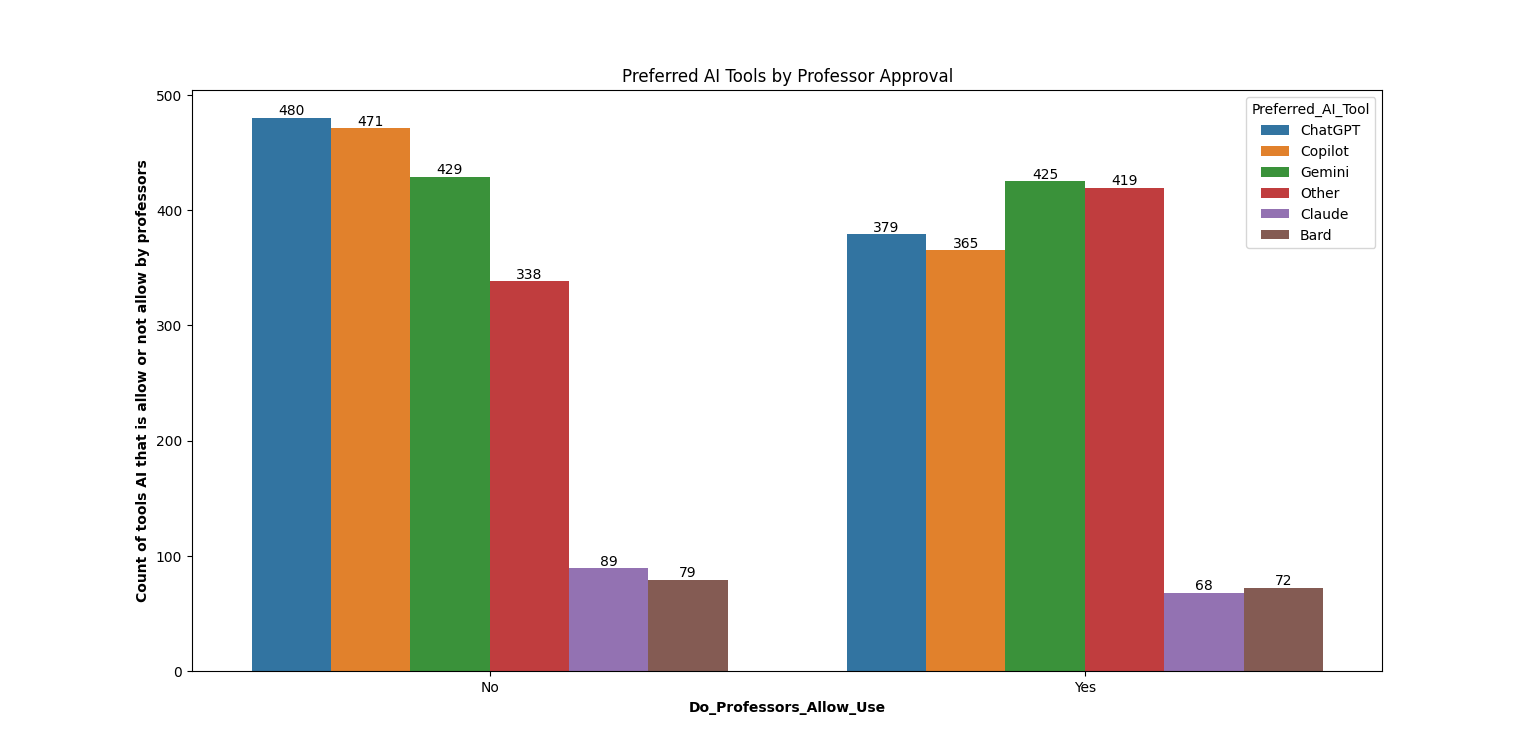 Preferred AI Tools by Professor Approval
Count of tools AI that is allow or not allow by professors
500
400
300
200
100
0
480
471
429
338
89
79
379
365
425
419
68
72
Preferred_AI_Tool
ChatGPT
Copilot
Gemini
Other
Claude
Bard
No
Yes
Do_Professors_Allow_Use